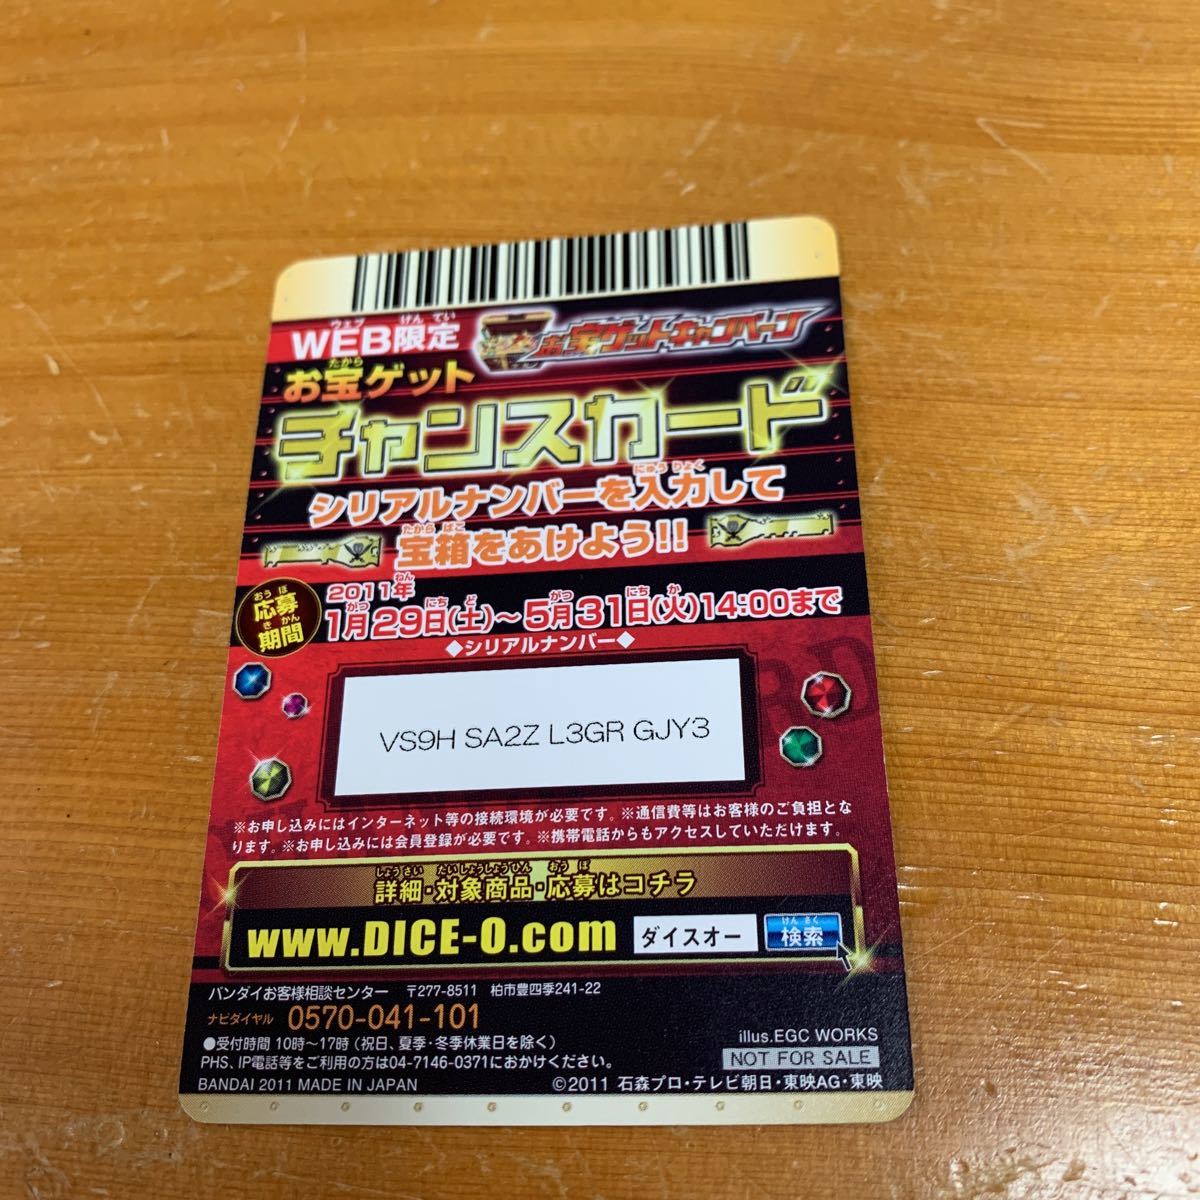 WEB限定
お宝ゲットキャンペーン
お宝ゲット
チャンスカード
シリアルナンバーを入力して
宝箱をあけよう!!
応募期間
2011年
1月29日(土)～5月31日(火)14:00まで
◆シリアルナンバー◆
VS9H SA2Z L3GR GJY3
※お申し込みにはインターネット等の接続環境が必要です。※通信費等はお客様のご負担とな
ります。※お申し込みには会員登録が必要です。※携帯電話からもアクセスしていただけます。
詳細・対象商品・応募はコチラ
www.DICE-O.com ダイスオー 検索
バンダイお客様相談センター 〒277-8511 柏市豊四季241-22
ナビダイヤル 0570-041-101
●受付時間 10時～17時(祝日、夏季・冬季休業日を除く)
PHS、IP電話等をご利用の方は04-7146-0371におかけください。
illus.EGC WORKS
NOT FOR SALE
BANDAI 2011 MADE IN JAPAN
©2011 石森プロ・テレビ朝日・東映AG・東映